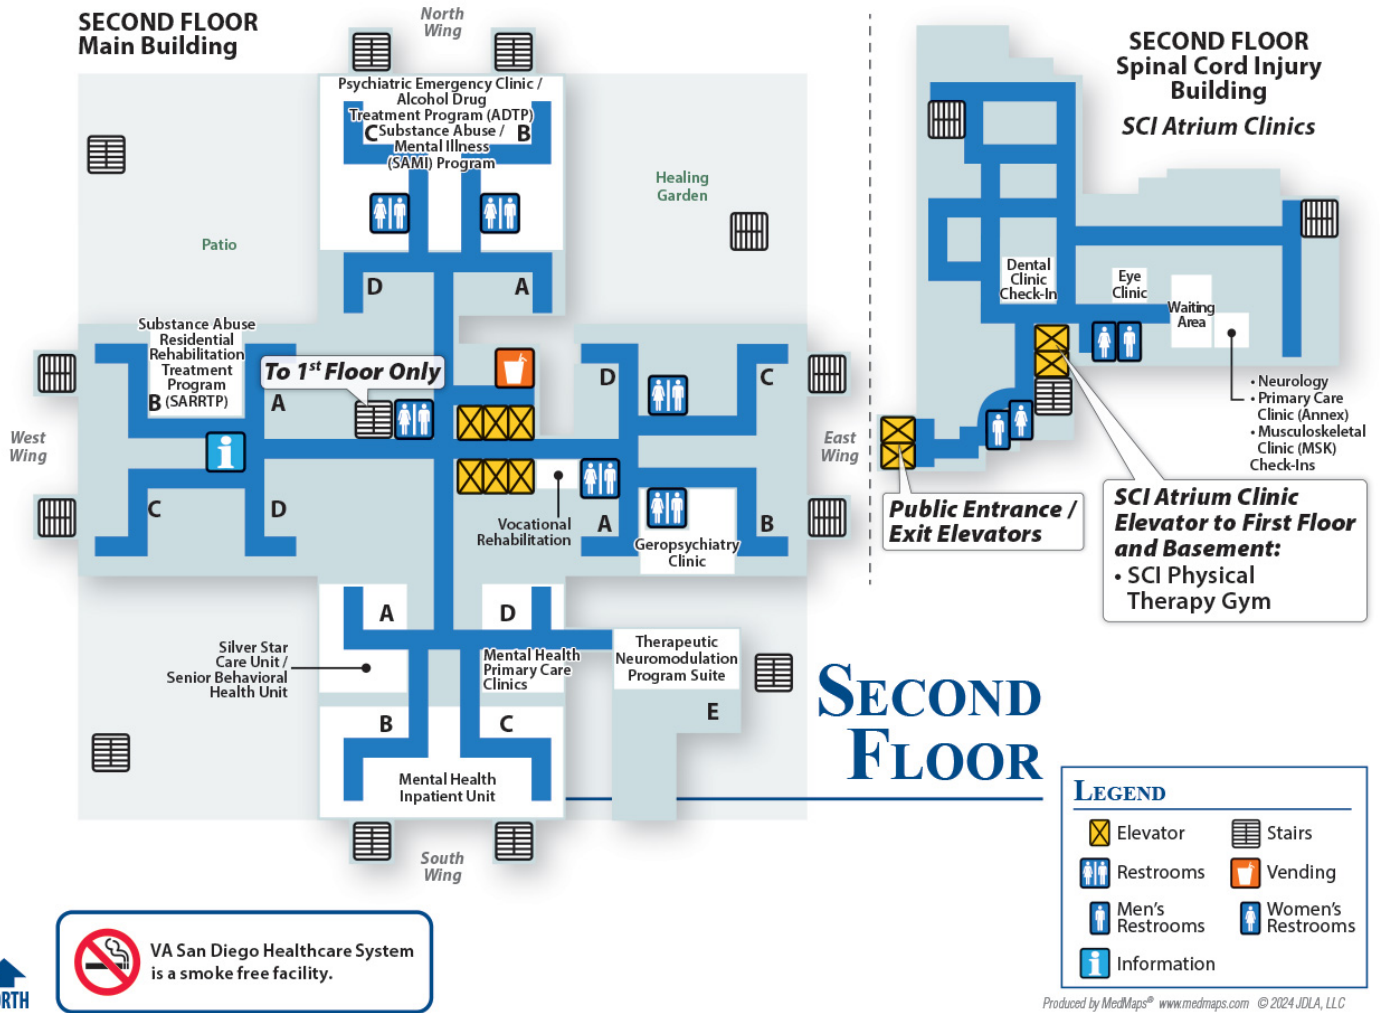 SECOND FLOOR
Main Building
North
Wing
Psychiatric Emergency Clinic /
Alcohol Drug
Treatment Program (ADTP)
C
Substance Abuse /
B
Mental Illness
(SAMI) Program
Healing
Garden
Patio
D
A
Substance Abuse
Residential
Rehabilitation
Treatment
Program
(SARRTP)
B
A
To 1st Floor Only
D
C
West
Wing
East
Wing
C
D
Vocational
Rehabilitation
A
B
Geropsychiatry
Clinic
A
D
Silver Star
Care Unit /
Senior Behavioral
Health Unit
Mental Health
Primary Care
Clinics
Therapeutic
Neuromodulation
Program Suite
E
B
C
Mental Health
Inpatient Unit
South
Wing
SECOND FLOOR
Spinal Cord Injury
Building
SCI Atrium Clinics
Dental
Clinic
Check-In
Eye
Clinic
Waiting
Area
• Neurology
• Primary Care
Clinic (Annex)
• Musculoskeletal
Clinic (MSK)
Check-Ins
Public Entrance /
Exit Elevators
SCI Atrium Clinic
Elevator to First Floor
and Basement:
• SCI Physical
Therapy Gym
SECOND
FLOOR
LEGEND
Elevator
Stairs
Restrooms
Vending
Men's
Restrooms
Women's
Restrooms
Information
VA San Diego Healthcare System
is a smoke free facility.
Produced by MedMaps® www.medmaps.com © 2024 JDLA, LLC